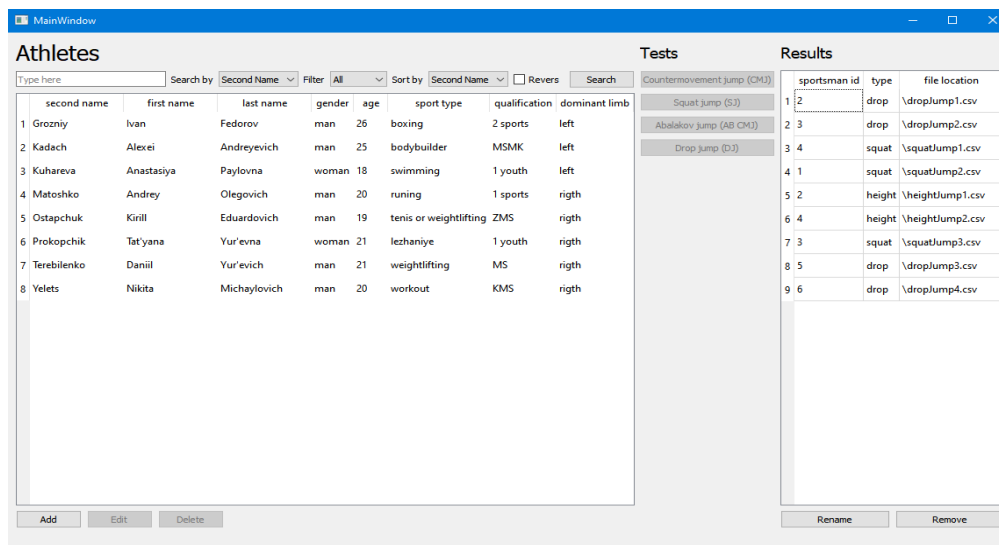 MainWindow
Athletes
Tests
Results
Type here Search by Second Name Filter All Sort by Second Name Revers Search
Countermovement jump (CMJ)
Squat jump (SJ)
Abalakov jump (AB CMJ)
Drop jump (DJ)
second name first name last name gender age sport type qualification dominant limb
1 Grozniy Ivan Fedorov man 26 boxing 2 sports left
2 Kadach Alexei Andreyevich man 25 bodybuilder MSMK left
3 Kuhareva Anastasiya Paylovna woman 18 swimming 1 youth left
4 Matoshko Andrey Olegovich man 20 runing 1 sports rigth
5 Ostapchuk Kirill Eduardovich man 19 tenis or weightlifting ZMS rigth
6 Prokopchik Tat'yana Yur'evna woman 21 lezhaniye 1 youth rigth
7 Terebilenko Daniil Yur'evich man 21 weightlifting MS rigth
8 Yelets Nikita Michaylovich man 20 workout KMS rigth
sportsman id type file location
1 2 drop \dropJump1.csv
2 3 drop \dropJump2.csv
3 4 squat \squatJump1.csv
4 1 squat \squatJump2.csv
5 2 height \heightJump1.csv
6 4 height \heightJump2.csv
7 3 squat \squatJump3.csv
8 5 drop \dropJump3.csv
9 6 drop \dropJump4.csv
Add Edit Delete
Rename Remove